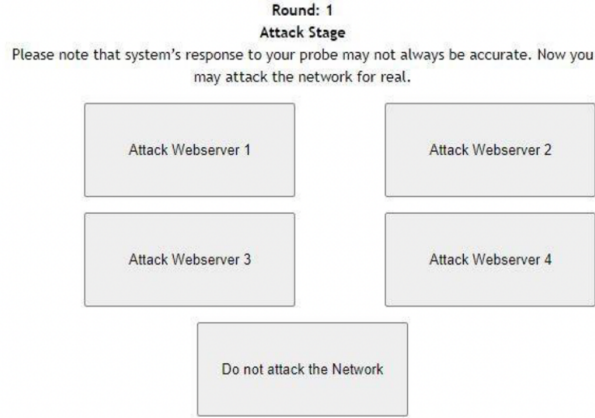 Round: 1
Attack Stage
Please note that system's response to your probe may not always be accurate. Now you
may attack the network for real.
Attack Webserver 1
Attack Webserver 2
Attack Webserver 3
Attack Webserver 4
Do not attack the Network